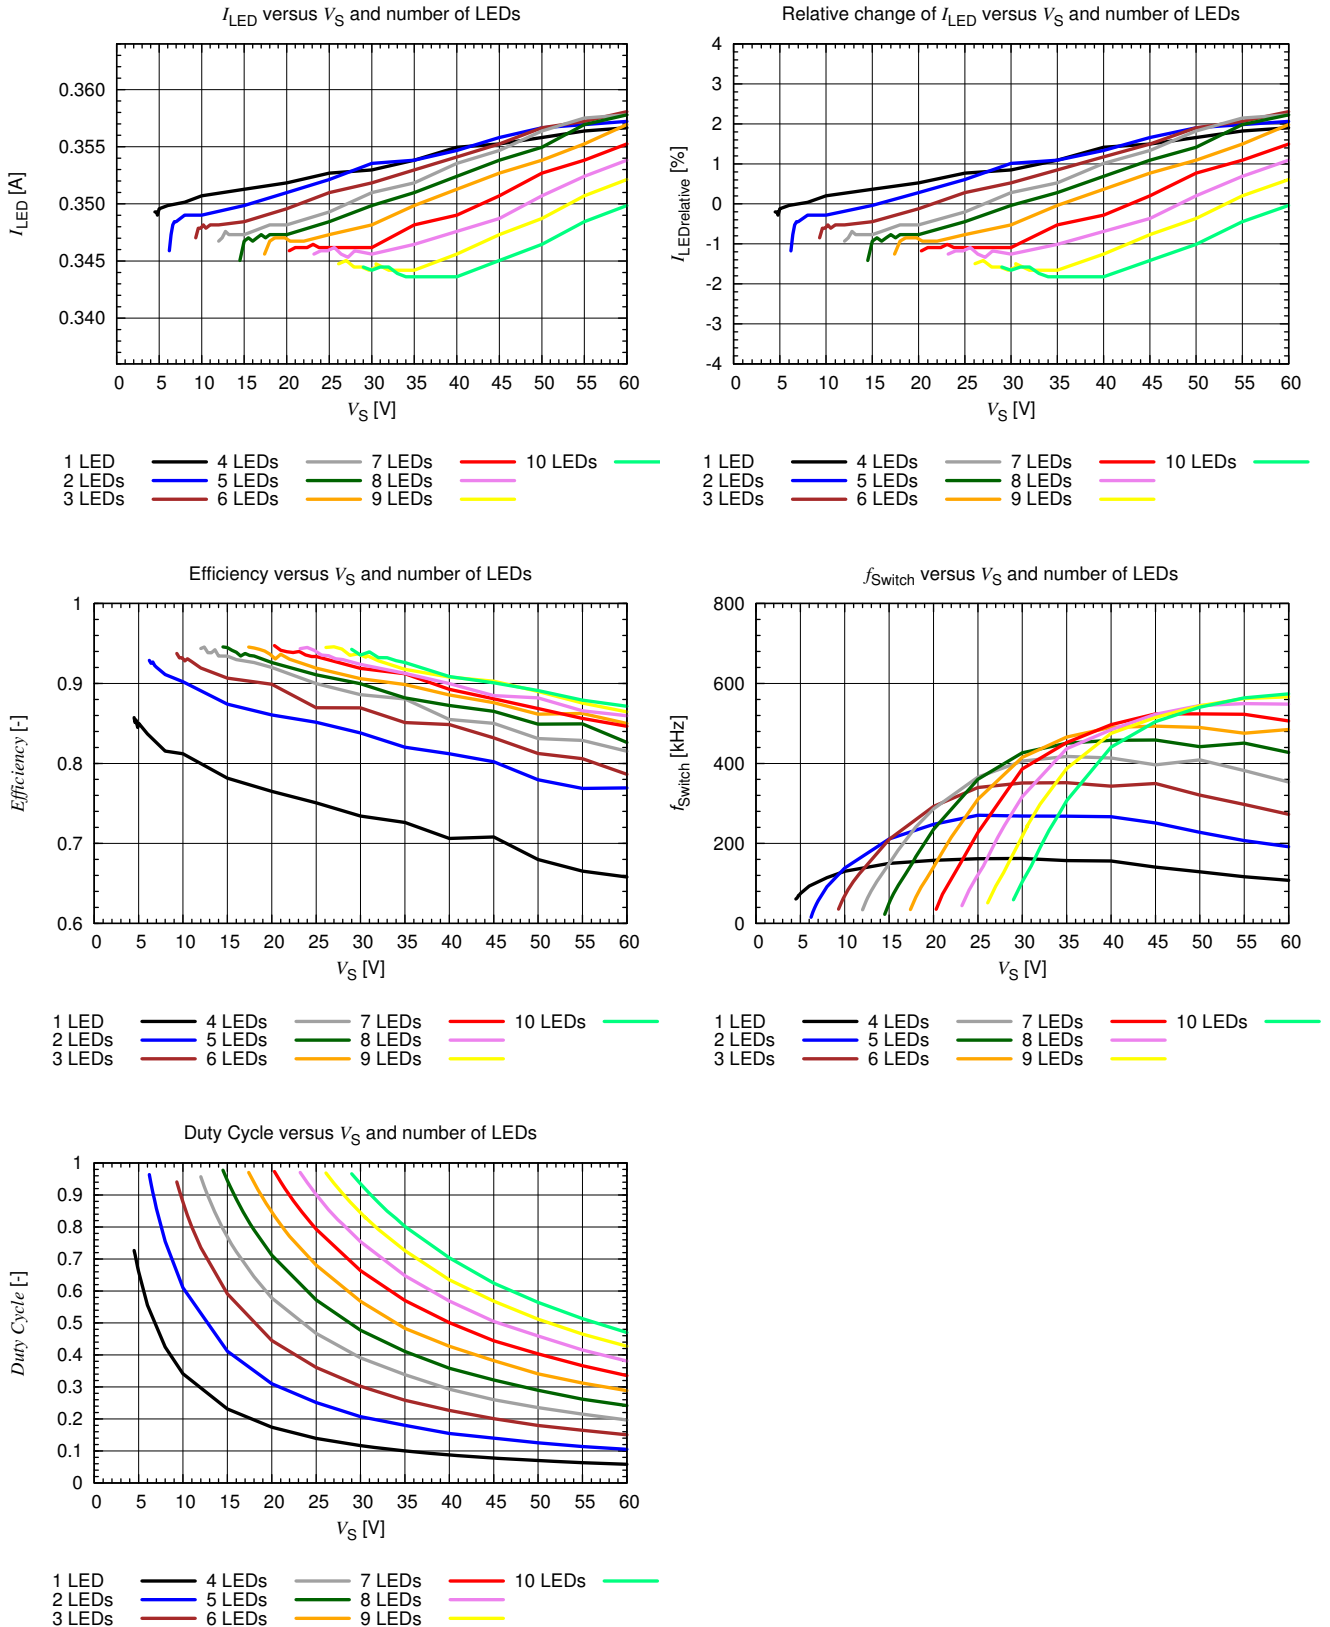 I_LED versus V_S and number of LEDs
0.360
0.355
0.350
0.345
0.340
I_LED [A]
0 5 10 15 20 25 30 35 40 45 50 55 60
V_S [V]
1 LED 4 LEDs 7 LEDs 10 LEDs
2 LEDs 5 LEDs 8 LEDs
3 LEDs 6 LEDs 9 LEDs
Relative change of I_LED versus V_S and number of LEDs
4
3
2
1
0
-1
-2
-3
-4
I_LEDrelative [%]
0 5 10 15 20 25 30 35 40 45 50 55 60
V_S [V]
1 LED 4 LEDs 7 LEDs 10 LEDs
2 LEDs 5 LEDs 8 LEDs
3 LEDs 6 LEDs 9 LEDs
Efficiency versus V_S and number of LEDs
1
0.9
0.8
0.7
0.6
Efficiency [-]
0 5 10 15 20 25 30 35 40 45 50 55 60
V_S [V]
1 LED 4 LEDs 7 LEDs 10 LEDs
2 LEDs 5 LEDs 8 LEDs
3 LEDs 6 LEDs 9 LEDs
f_Switch versus V_S and number of LEDs
800
600
400
200
0
f_Switch [kHz]
0 5 10 15 20 25 30 35 40 45 50 55 60
V_S [V]
1 LED 4 LEDs 7 LEDs 10 LEDs
2 LEDs 5 LEDs 8 LEDs
3 LEDs 6 LEDs 9 LEDs
Duty Cycle versus V_S and number of LEDs
1
0.9
0.8
0.7
0.6
0.5
0.4
0.3
0.2
0.1
0
Duty Cycle [-]
0 5 10 15 20 25 30 35 40 45 50 55 60
V_S [V]
1 LED 4 LEDs 7 LEDs 10 LEDs
2 LEDs 5 LEDs 8 LEDs
3 LEDs 6 LEDs 9 LEDs